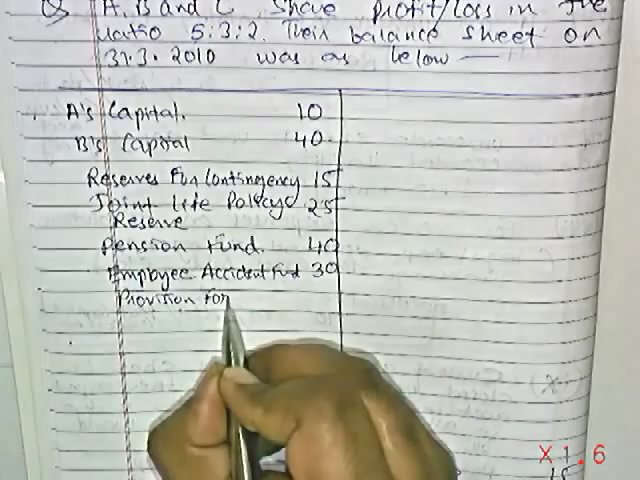 Q A, B and C Share profit/loss in the
ratio 5:3:2. Their balance sheet on
31.3.2010 was as below —
A's Capital. 10
B's Capital 40
Reserves For Contingency 15
Joint Life Policy 25
Reserve
Pension Fund. 40
Employee Accident Fund 30
Provision For
X1.6
15